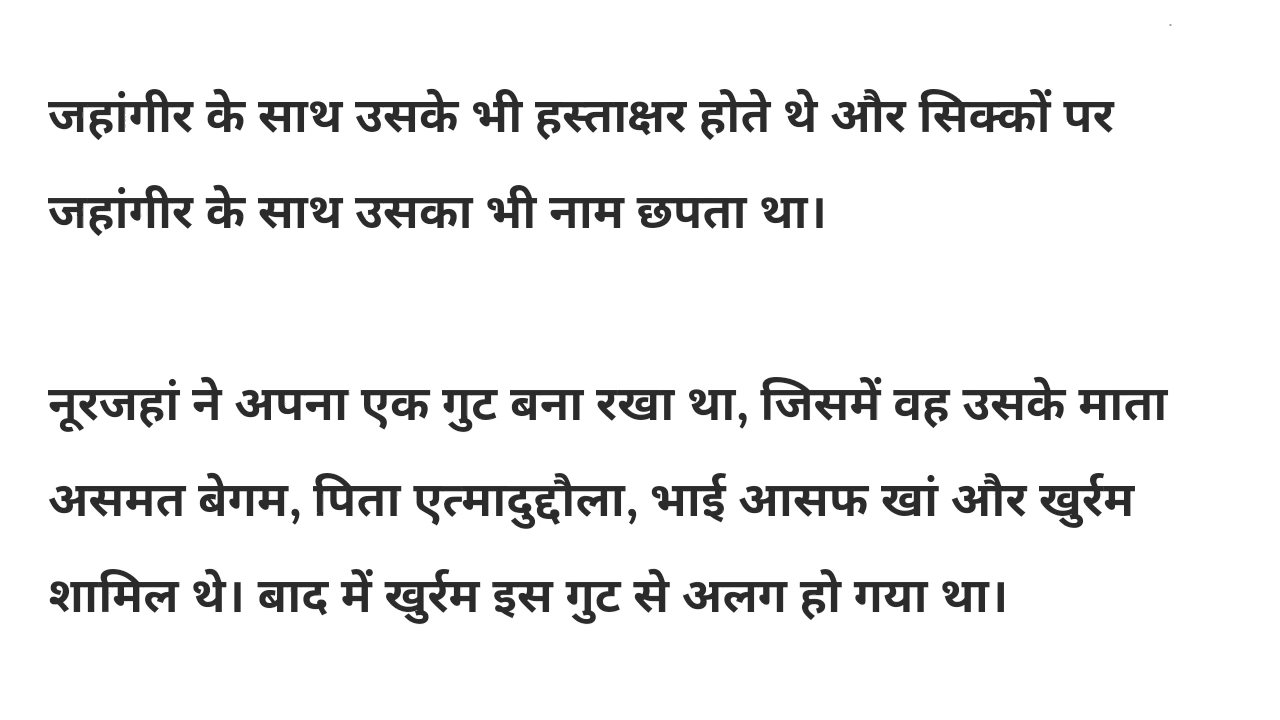 जहांगीर के साथ उसके भी हस्ताक्षर होते थे और सिक्कों पर
जहांगीर के साथ उसका भी नाम छपता था।
नूरजहां ने अपना एक गुट बना रखा था, जिसमें वह उसके माता
असमत बेगम, पिता एत्मादुद्दौला, भाई आसफ खां और खुर्रम
शामिल थे। बाद में खुर्रम इस गुट से अलग हो गया था।